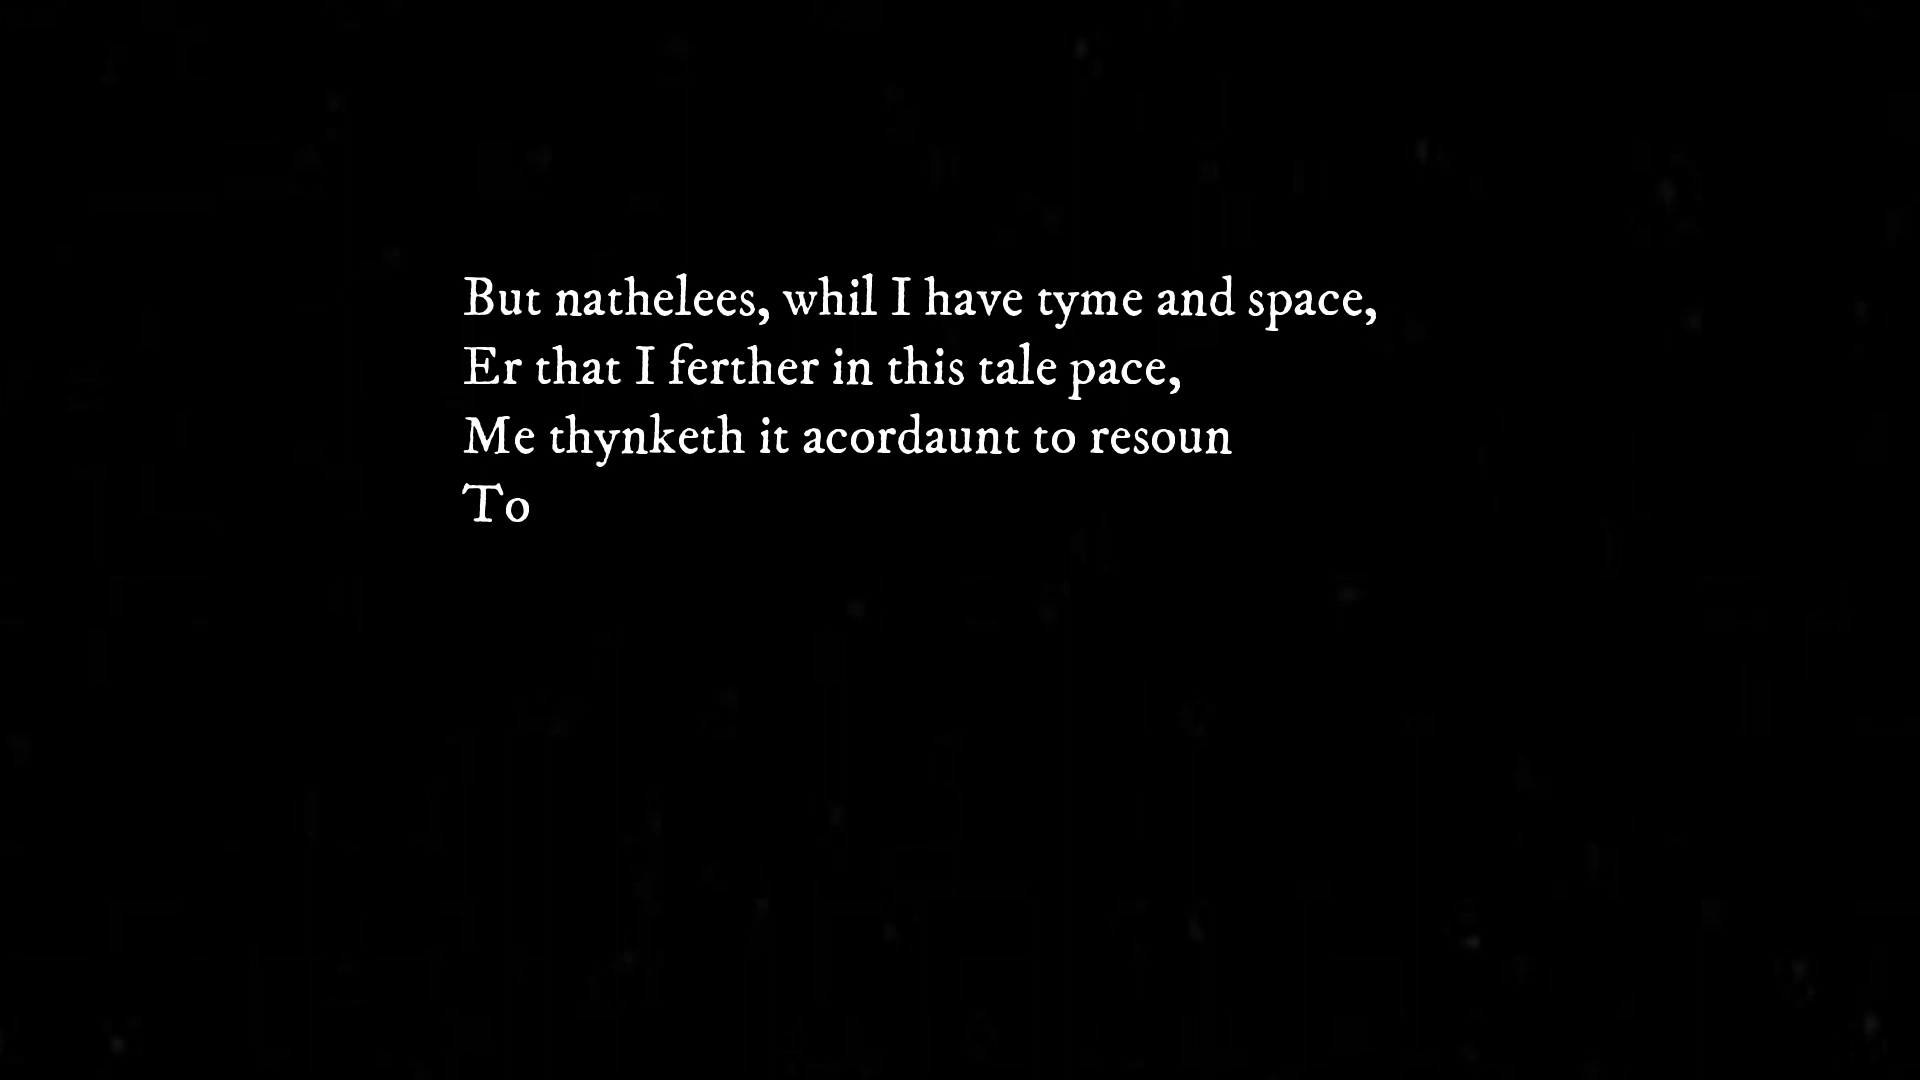 But nathelees, whil I have tyme and space,
Er that I ferther in this tale pace,
Me thynketh it acordaunt to resoun
To